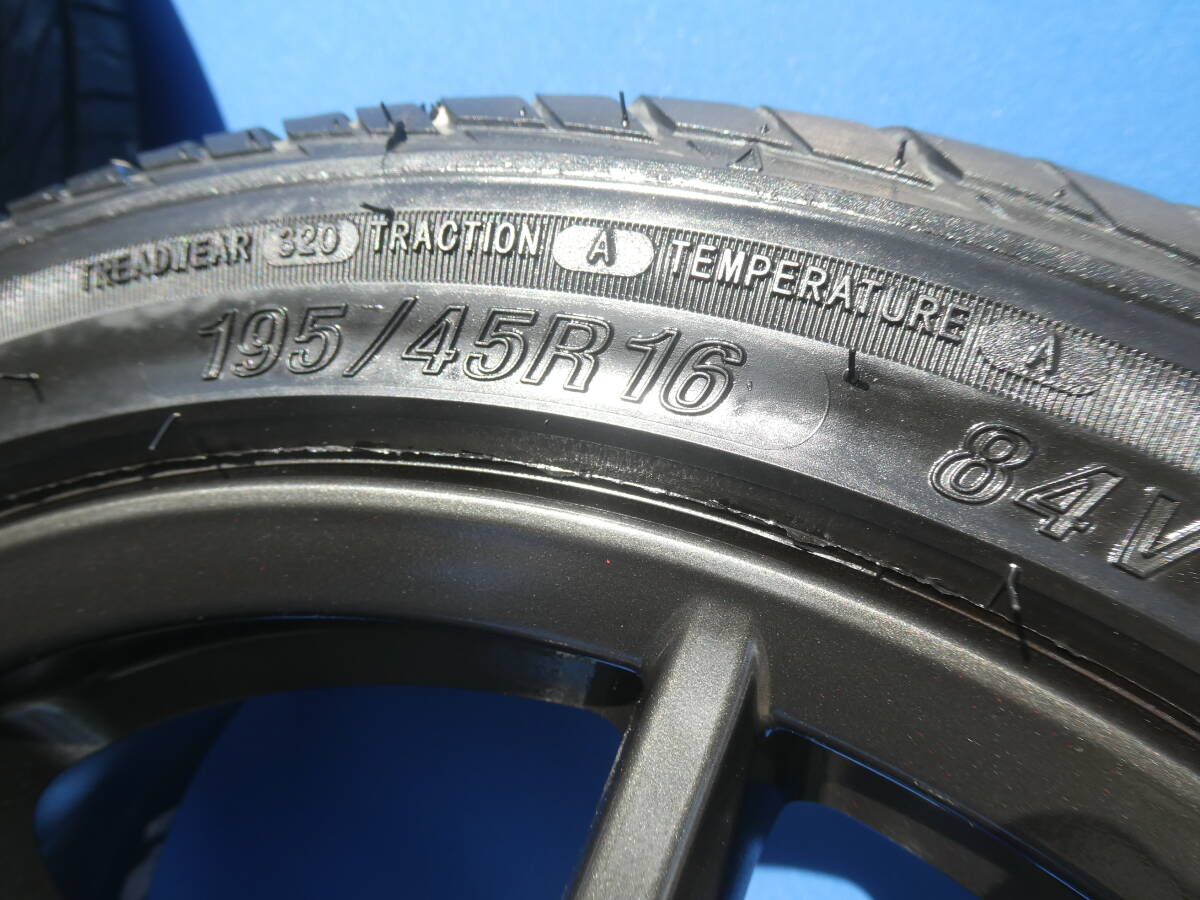 TREADWEAR 320 TRACTION A TEMPERATURE A
195/45R16 84V